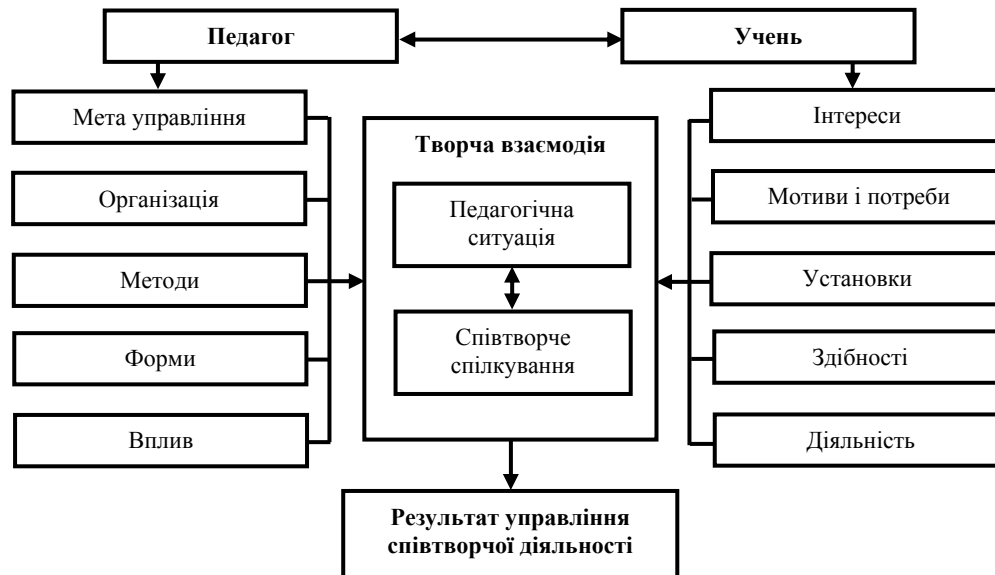 Педагог
Учень
Мета управління
Організація
Методи
Форми
Вплив
Творча взаємодія
Педагогічна
ситуація
Співтворче
спілкування
Інтереси
Мотиви і потреби
Установки
Здібності
Діяльність
Результат управління
співтворчої діяльності